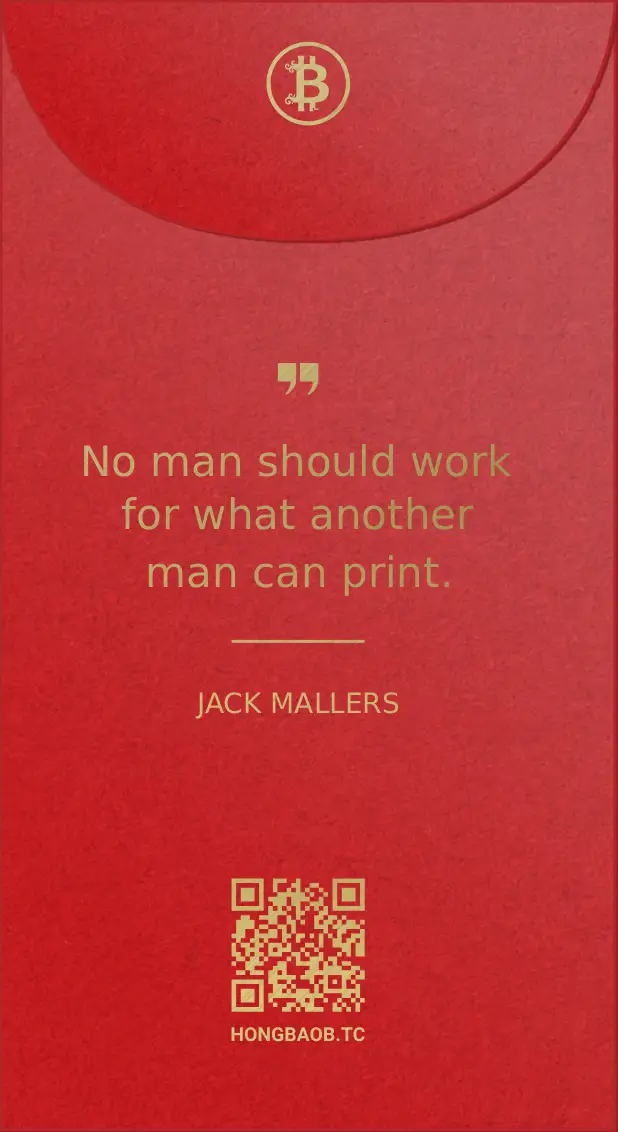 ”
No man should work
for what another
man can print.
JACK MALLERS
HONGBAOB.TC